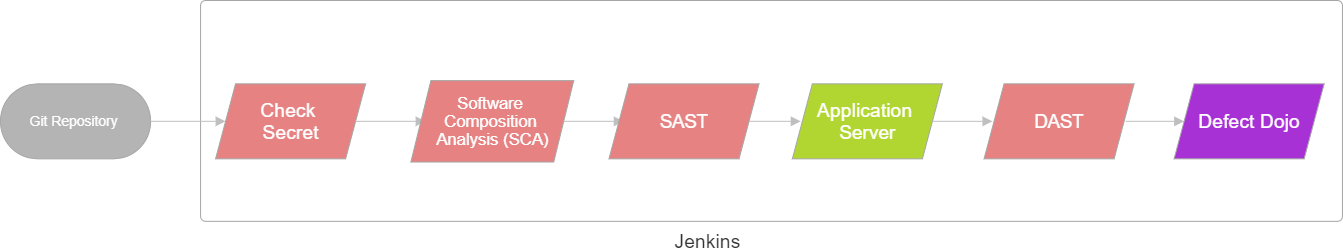 Git Repository
Check
Secret
Software
Composition
Analysis (SCA)
SAST
Application
Server
DAST
Defect Dojo
Jenkins